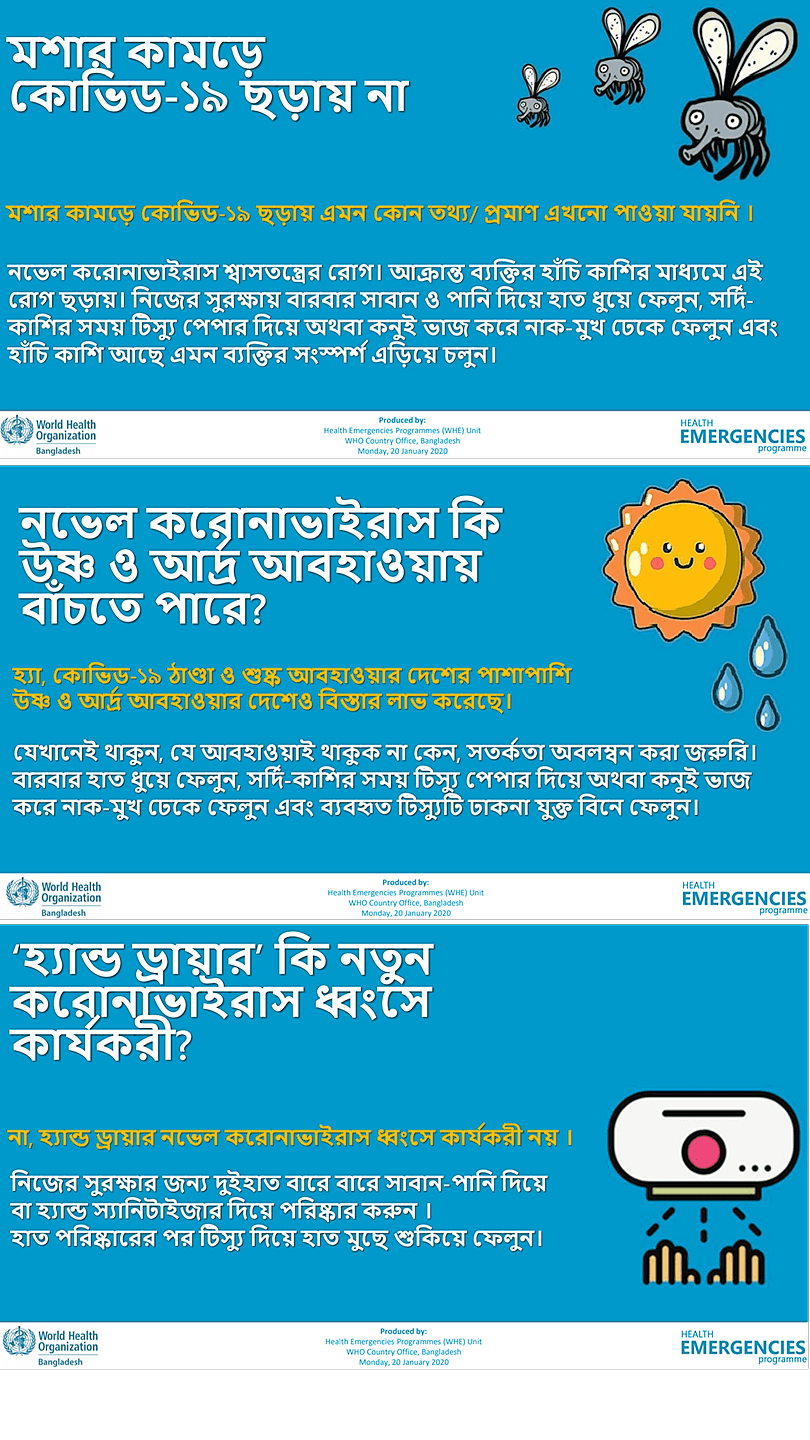 মশার কামড়ে
কোভিড-১৯ ছড়ায় না
মশার কামড়ে কোভিড-১৯ ছড়ায় এমন কোন তথ্য/ প্রমাণ এখনো পাওয়া যায়নি ।
নভেল করোনাভাইরাস শ্বাসতন্ত্রের রোগ। আক্রান্ত ব্যক্তির হাঁচি কাশির মাধ্যমে এই
রোগ ছড়ায়। নিজের সুরক্ষায় বারবার সাবান ও পানি দিয়ে হাত ধুয়ে ফেলুন, সর্দি-
কাশির সময় টিস্যু পেপার দিয়ে অথবা কনুই ভাজ করে নাক-মুখ ঢেকে ফেলুন এবং
হাঁচি কাশি আছে এমন ব্যক্তির সংস্পর্শ এড়িয়ে চলুন।
World Health
Organization
Bangladesh
Produced by:
Health Emergencies Programmes (WHE) Unit
WHO Country Office, Bangladesh
Monday, 20 January 2020
HEALTH
EMERGENCIES
programme
নভেল করোনাভাইরাস কি
উষ্ণ ও আর্দ্র আবহাওয়ায়
বাঁচতে পারে?
হ্যা, কোভিড-১৯ ঠাণ্ডা ও শুষ্ক আবহাওয়ার দেশের পাশাপাশি
উষ্ণ ও আর্দ্র আবহাওয়ার দেশেও বিস্তার লাভ করেছে।
যেখানেই থাকুন, যে আবহাওয়াই থাকুক না কেন, সতর্কতা অবলম্বন করা জরুরি।
বারবার হাত ধুয়ে ফেলুন, সর্দি-কাশির সময় টিস্যু পেপার দিয়ে অথবা কনুই ভাজ
করে নাক-মুখ ঢেকে ফেলুন এবং ব্যবহৃত টিস্যুটি ঢাকনা যুক্ত বিনে ফেলুন।
World Health
Organization
Bangladesh
Produced by:
Health Emergencies Programmes (WHE) Unit
WHO Country Office, Bangladesh
Monday, 20 January 2020
HEALTH
EMERGENCIES
programme
‘হ্যান্ড ড্রায়ার’ কি নতুন
করোনাভাইরাস ধ্বংসে
কার্যকরী?
না, হ্যান্ড ড্রায়ার নভেল করোনাভাইরাস ধ্বংসে কার্যকরী নয় ।
নিজের সুরক্ষার জন্য দুইহাত বারে বারে সাবান-পানি দিয়ে
বা হ্যান্ড স্যানিটাইজার দিয়ে পরিষ্কার করুন ।
হাত পরিষ্কারের পর টিস্যু দিয়ে হাত মুছে শুকিয়ে ফেলুন।
World Health
Organization
Bangladesh
Produced by:
Health Emergencies Programmes (WHE) Unit
WHO Country Office, Bangladesh
Monday, 20 January 2020
HEALTH
EMERGENCIES
programme